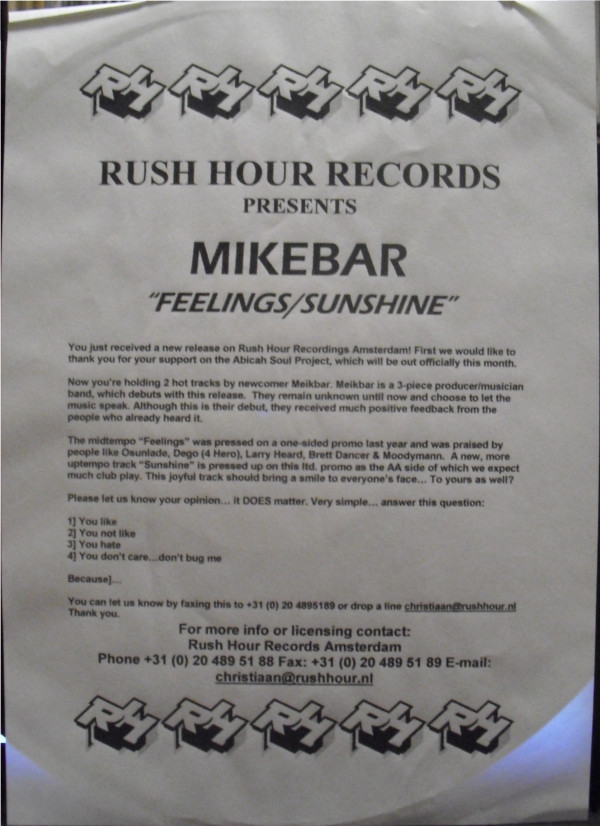 RH RH RH RH RH
RUSH HOUR RECORDS
PRESENTS
MIKEBAR
"FEELINGS/SUNSHINE"
You just received a new release on Rush Hour Recordings Amsterdam! First we would like to
thank you for your support on the Abicah Soul Project, which will be out officially this month.
Now you're holding 2 hot tracks by newcomer Meikbar. Meikbar is a 3-piece producer/musician
band, which debuts with this release. They remain unknown until now and choose to let the
music speak. Although this is their debut, they received much positive feedback from the
people who already heard it.
The midtempo "Feelings" was pressed on a one-sided promo last year and was praised by
people like Osunlade, Dego (4 Hero), Larry Heard, Brett Dancer & Moodymann. A new, more
uptempo track "Sunshine" is pressed up on this ltd. promo as the AA side of which we expect
much club play. This joyful track should bring a smile to everyone's face... To yours as well?
Please let us know your opinion... it DOES matter. Very simple... answer this question:
1] You like
2] You not like
3] You hate
4] You don't care...don't bug me
Because]...
You can let us know by faxing this to +31 (0) 20 4895189 or drop a line christiaan@rushhour.nl
Thank you.
For more info or licensing contact:
Rush Hour Records Amsterdam
Phone +31 (0) 20 489 51 88 Fax: +31 (0) 20 489 51 89 E-mail:
christiaan@rushhour.nl
RH RH RH RH RH